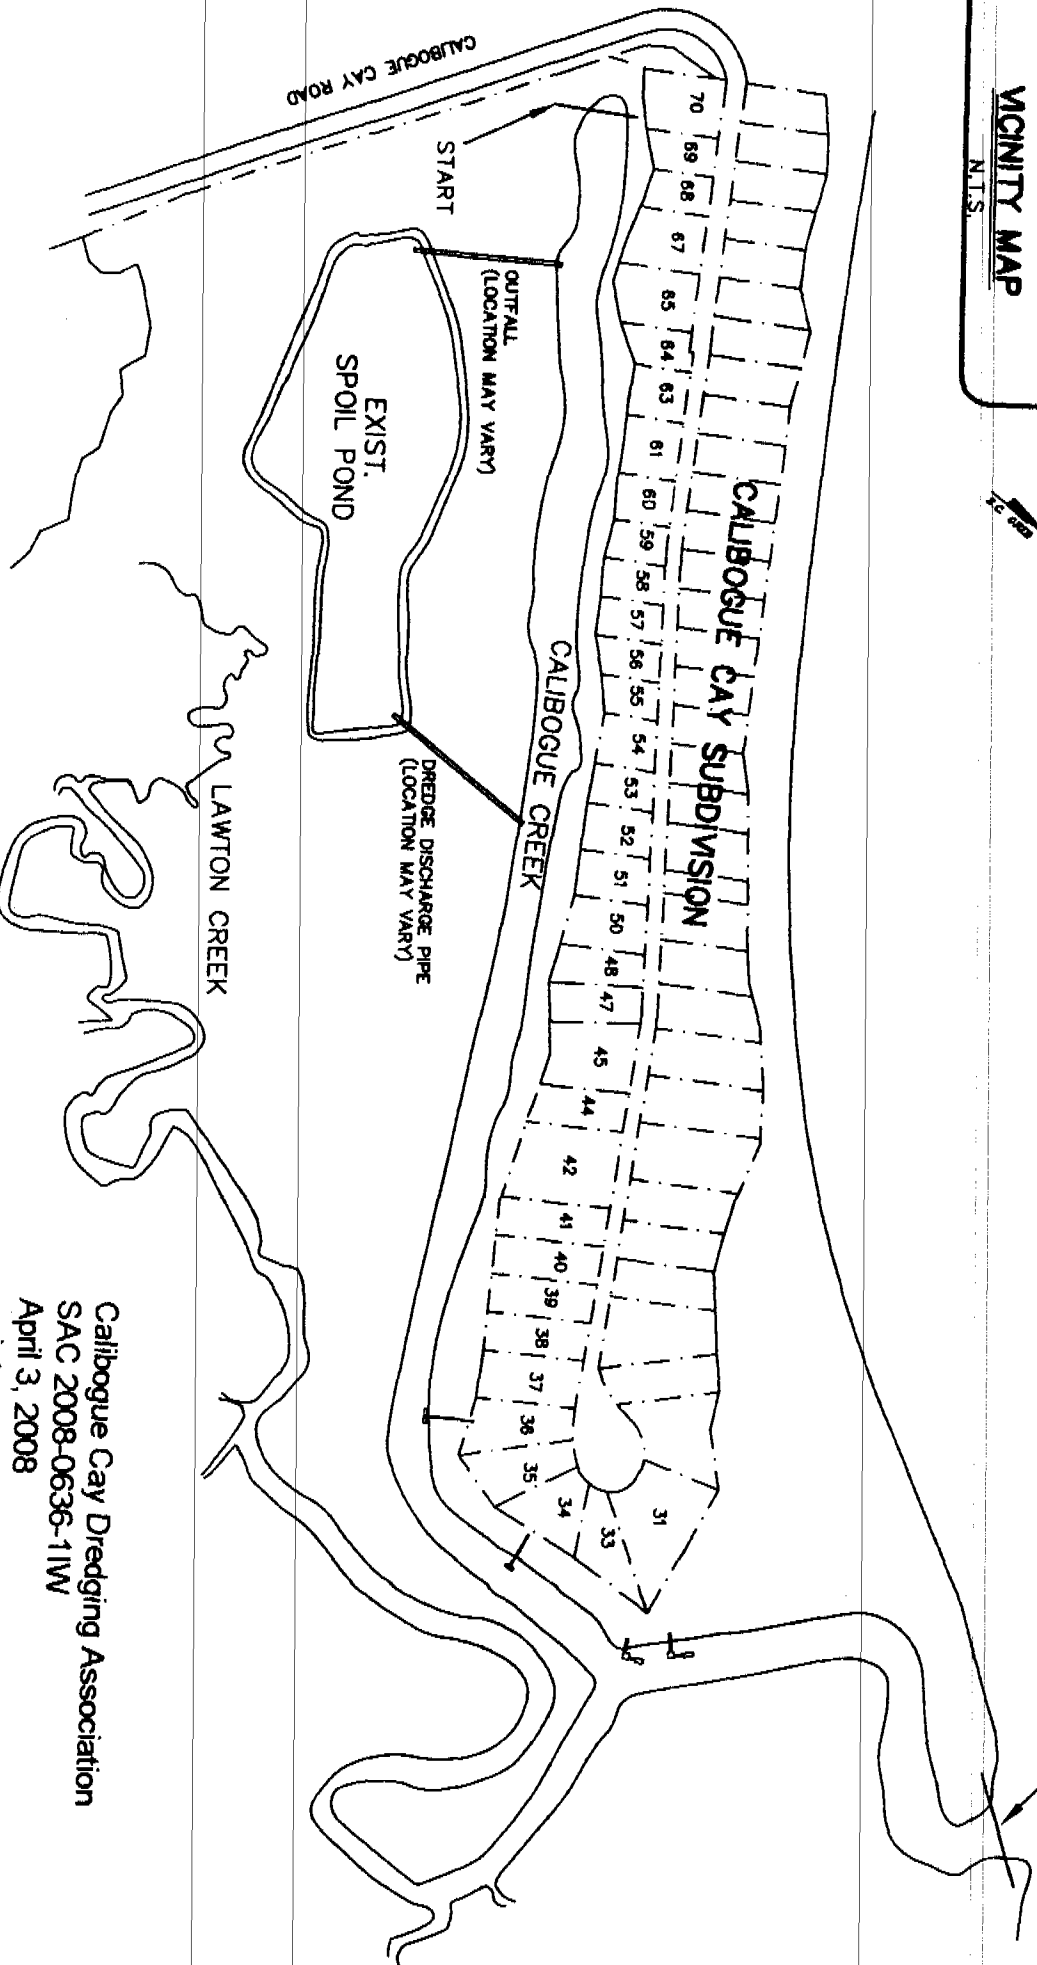 VICINITY MAP
N.T.S.
CALIBOGUE CAY ROAD
START
OUTFALL
(LOCATION MAY VARY)
EXIST.
SPOIL POND
CALIBOGUE CAY SUBDIVISION
CALIBOGUE CREEK
DREDGE DISCHARGE PIPE
(LOCATION MAY VARY)
LAWTON CREEK
70
69
68
67
65
64
63
61
60
59
58
57
56
55
54
53
52
51
50
48
47
45
44
42
41
40
39
38
37
36
35
34
33
31
Calibogue Cay Dredging Association
SAC 2008-0636-1IW
April 3, 2008